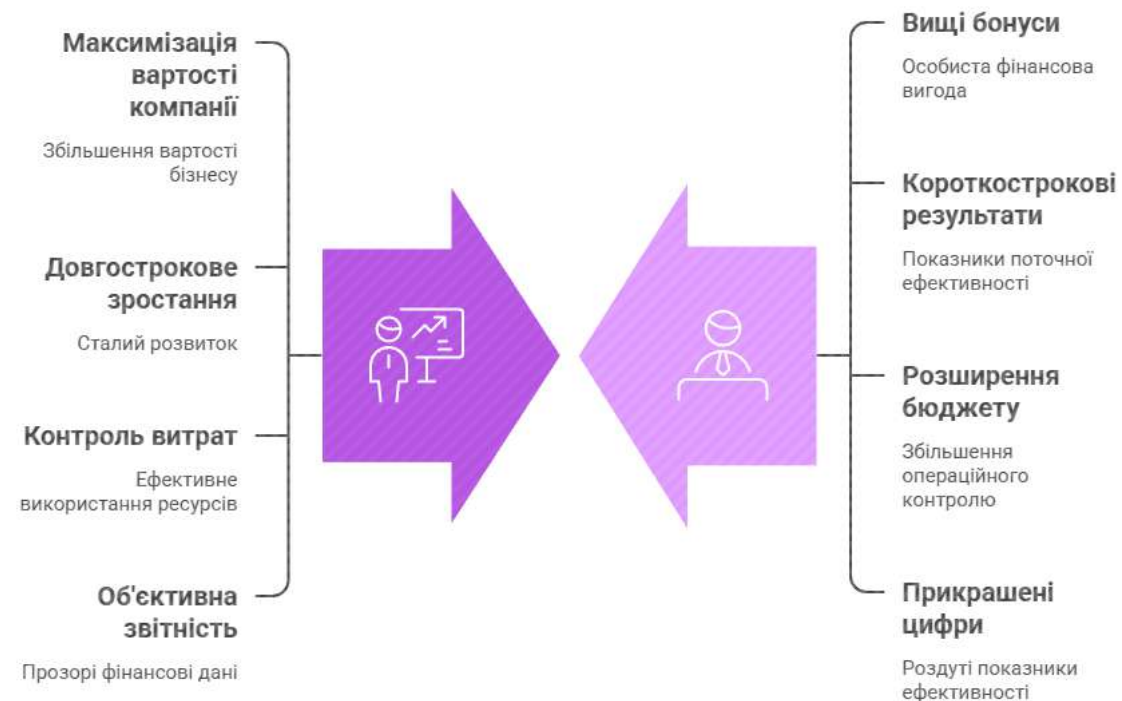 Максимізація
вартості
компанії
Збільшення вартості
бізнесу
Довгострокове
зростання
Сталий розвиток
Контроль витрат
Ефективне
використання ресурсів
Об'єктивна
звітність
Прозорі фінансові дані
Вищі бонуси
Особиста фінансова
вигода
Короткострокові
результати
Показники поточної
ефективності
Розширення
бюджету
Збільшення
операційного
контролю
Прикрашені
цифри
Роздуті показники
ефективності